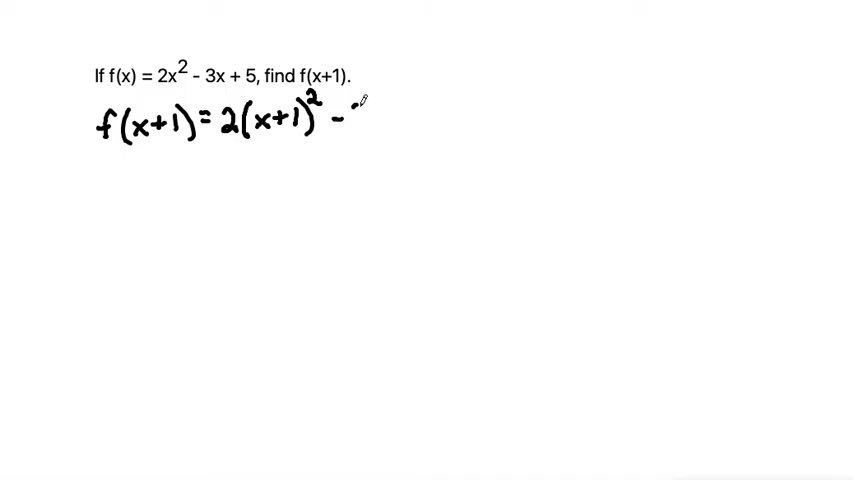 If f(x) = 2x² - 3x + 5, find f(x+1).
f(x+1) = 2(x+1)² -